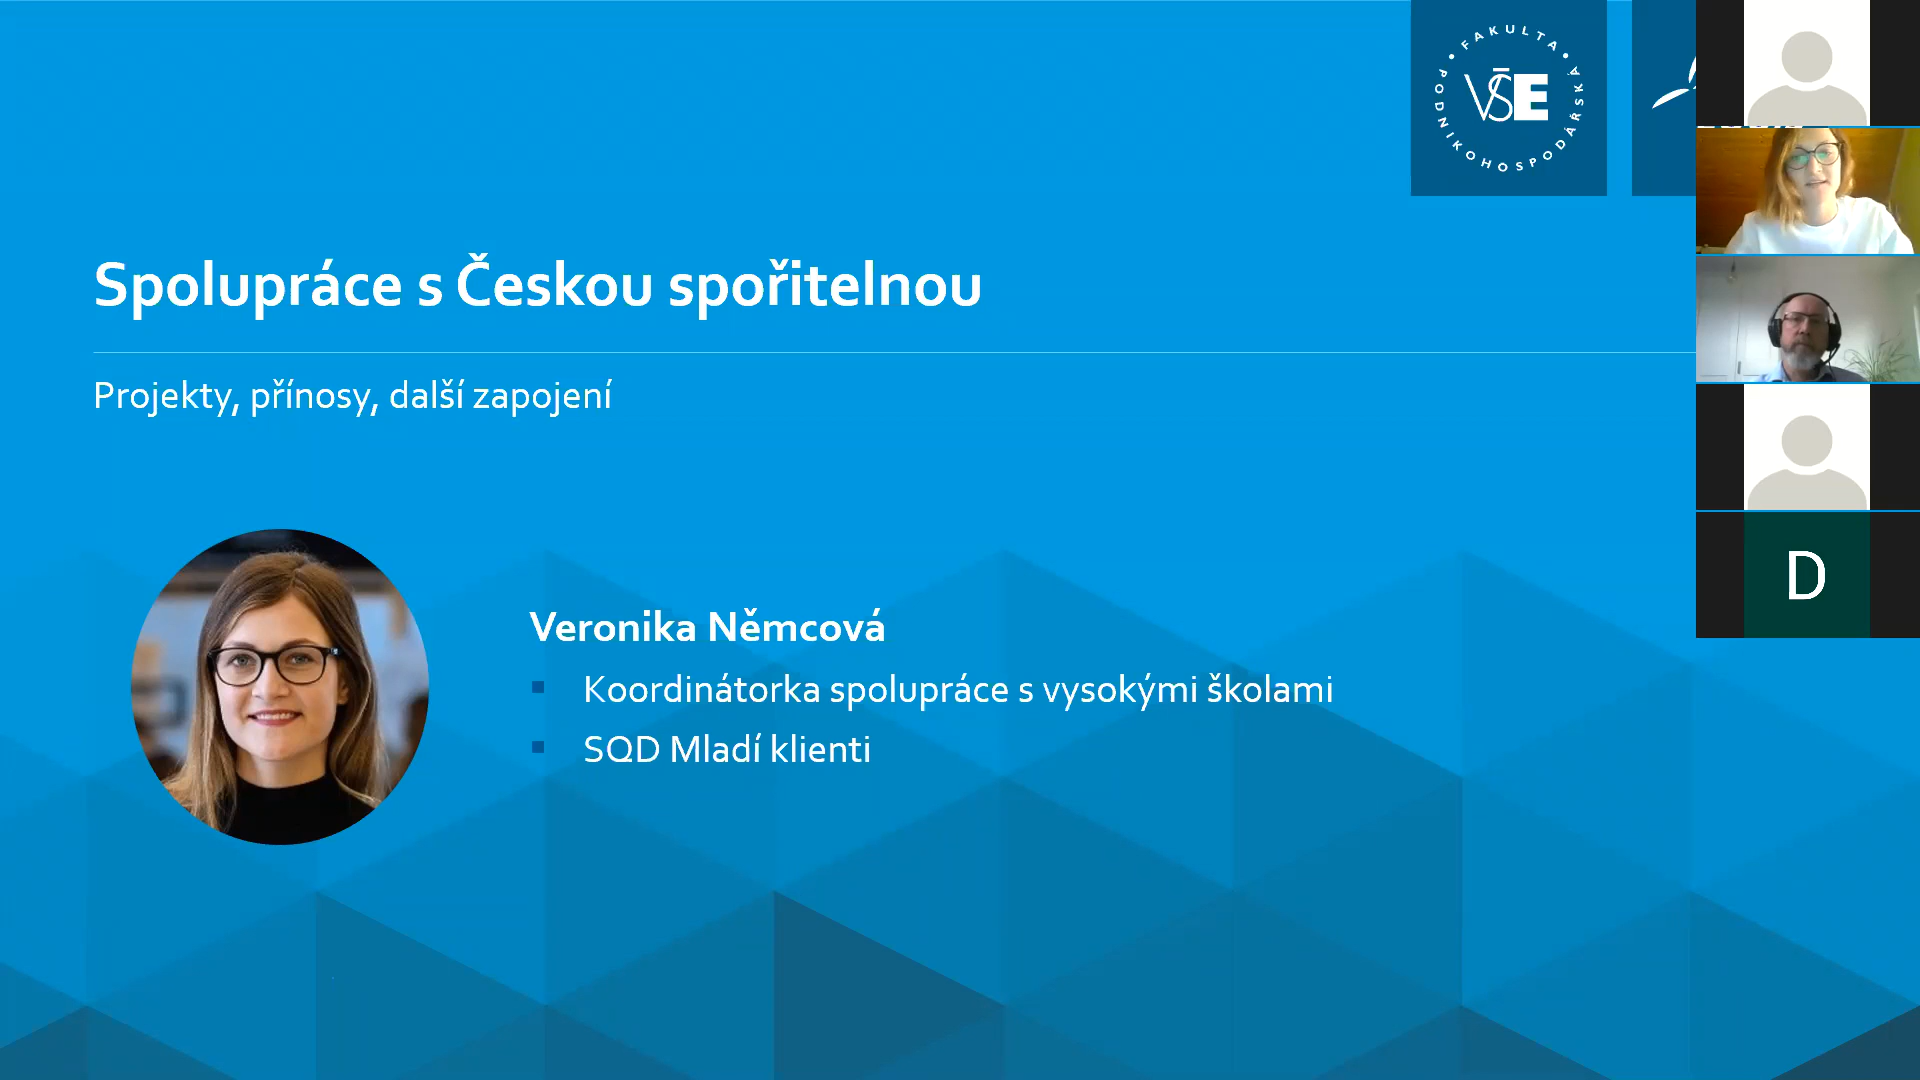 FAKULTA PODNIKOHOSPODÁŘSKÁ
VŠE
Spolupráce s Českou spořitelnou
Projekty, přínosy, další zapojení
Veronika Němcová
Koordinátorka spolupráce s vysokými školami
SQD Mladí klienti
D